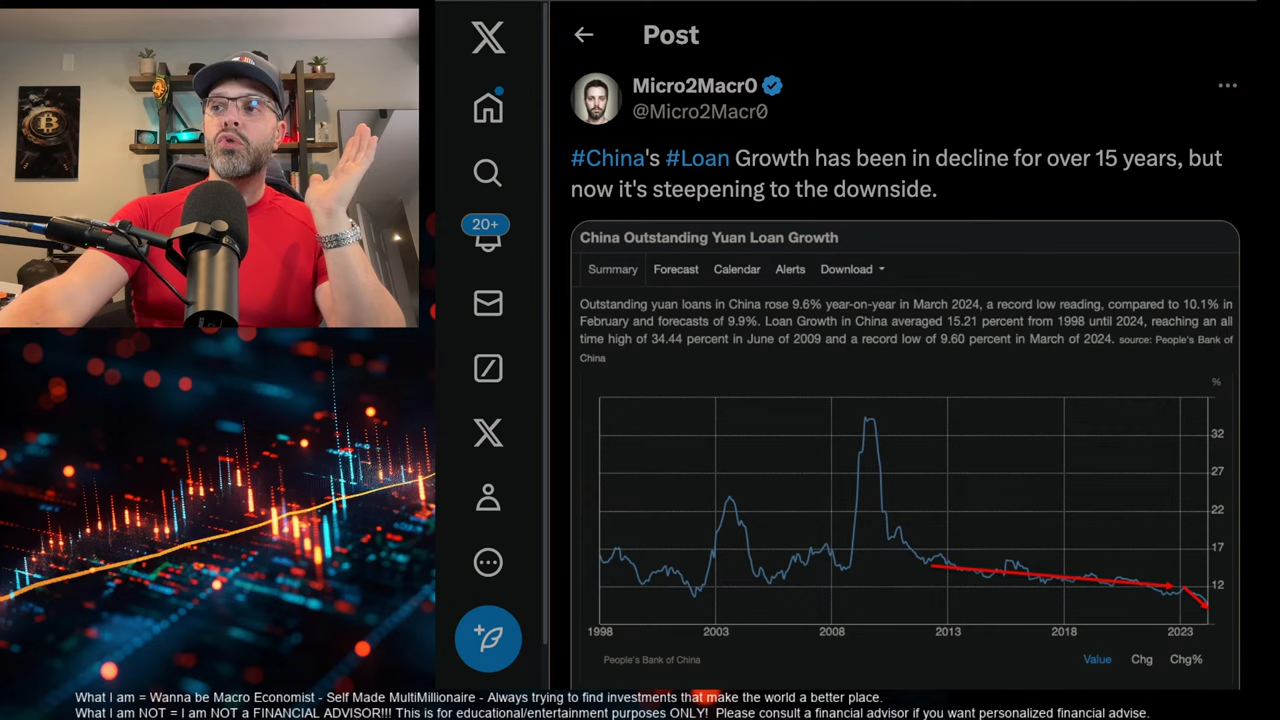 Post
Micro2Macr0
@Micro2Macr0
#China's #Loan Growth has been in decline for over 15 years, but
now it's steepening to the downside.
20+
China Outstanding Yuan Loan Growth
Summary Forecast Calendar Alerts Download
Outstanding yuan loans in China rose 9.6% year-on-year in March 2024, a record low reading, compared to 10.1% in
February and forecasts of 9.9%. Loan Growth in China averaged 15.21 percent from 1998 until 2024, reaching an all
time high of 34.44 percent in June of 2009 and a record low of 9.60 percent in March of 2024. source: People's Bank of
China
%
32
27
22
17
12
1998 2003 2008 2013 2018 2023
People's Bank of China
Value Chg Chg%
What I am = Wanna be Macro Economist - Self Made MultiMillionaire - Always trying to find investments that make the world a better place.
What I am NOT = I am NOT a FINANCIAL ADVISOR!!! This is for educational/entertainment purposes ONLY! Please consult a financial advisor if you want personalized financial advise.